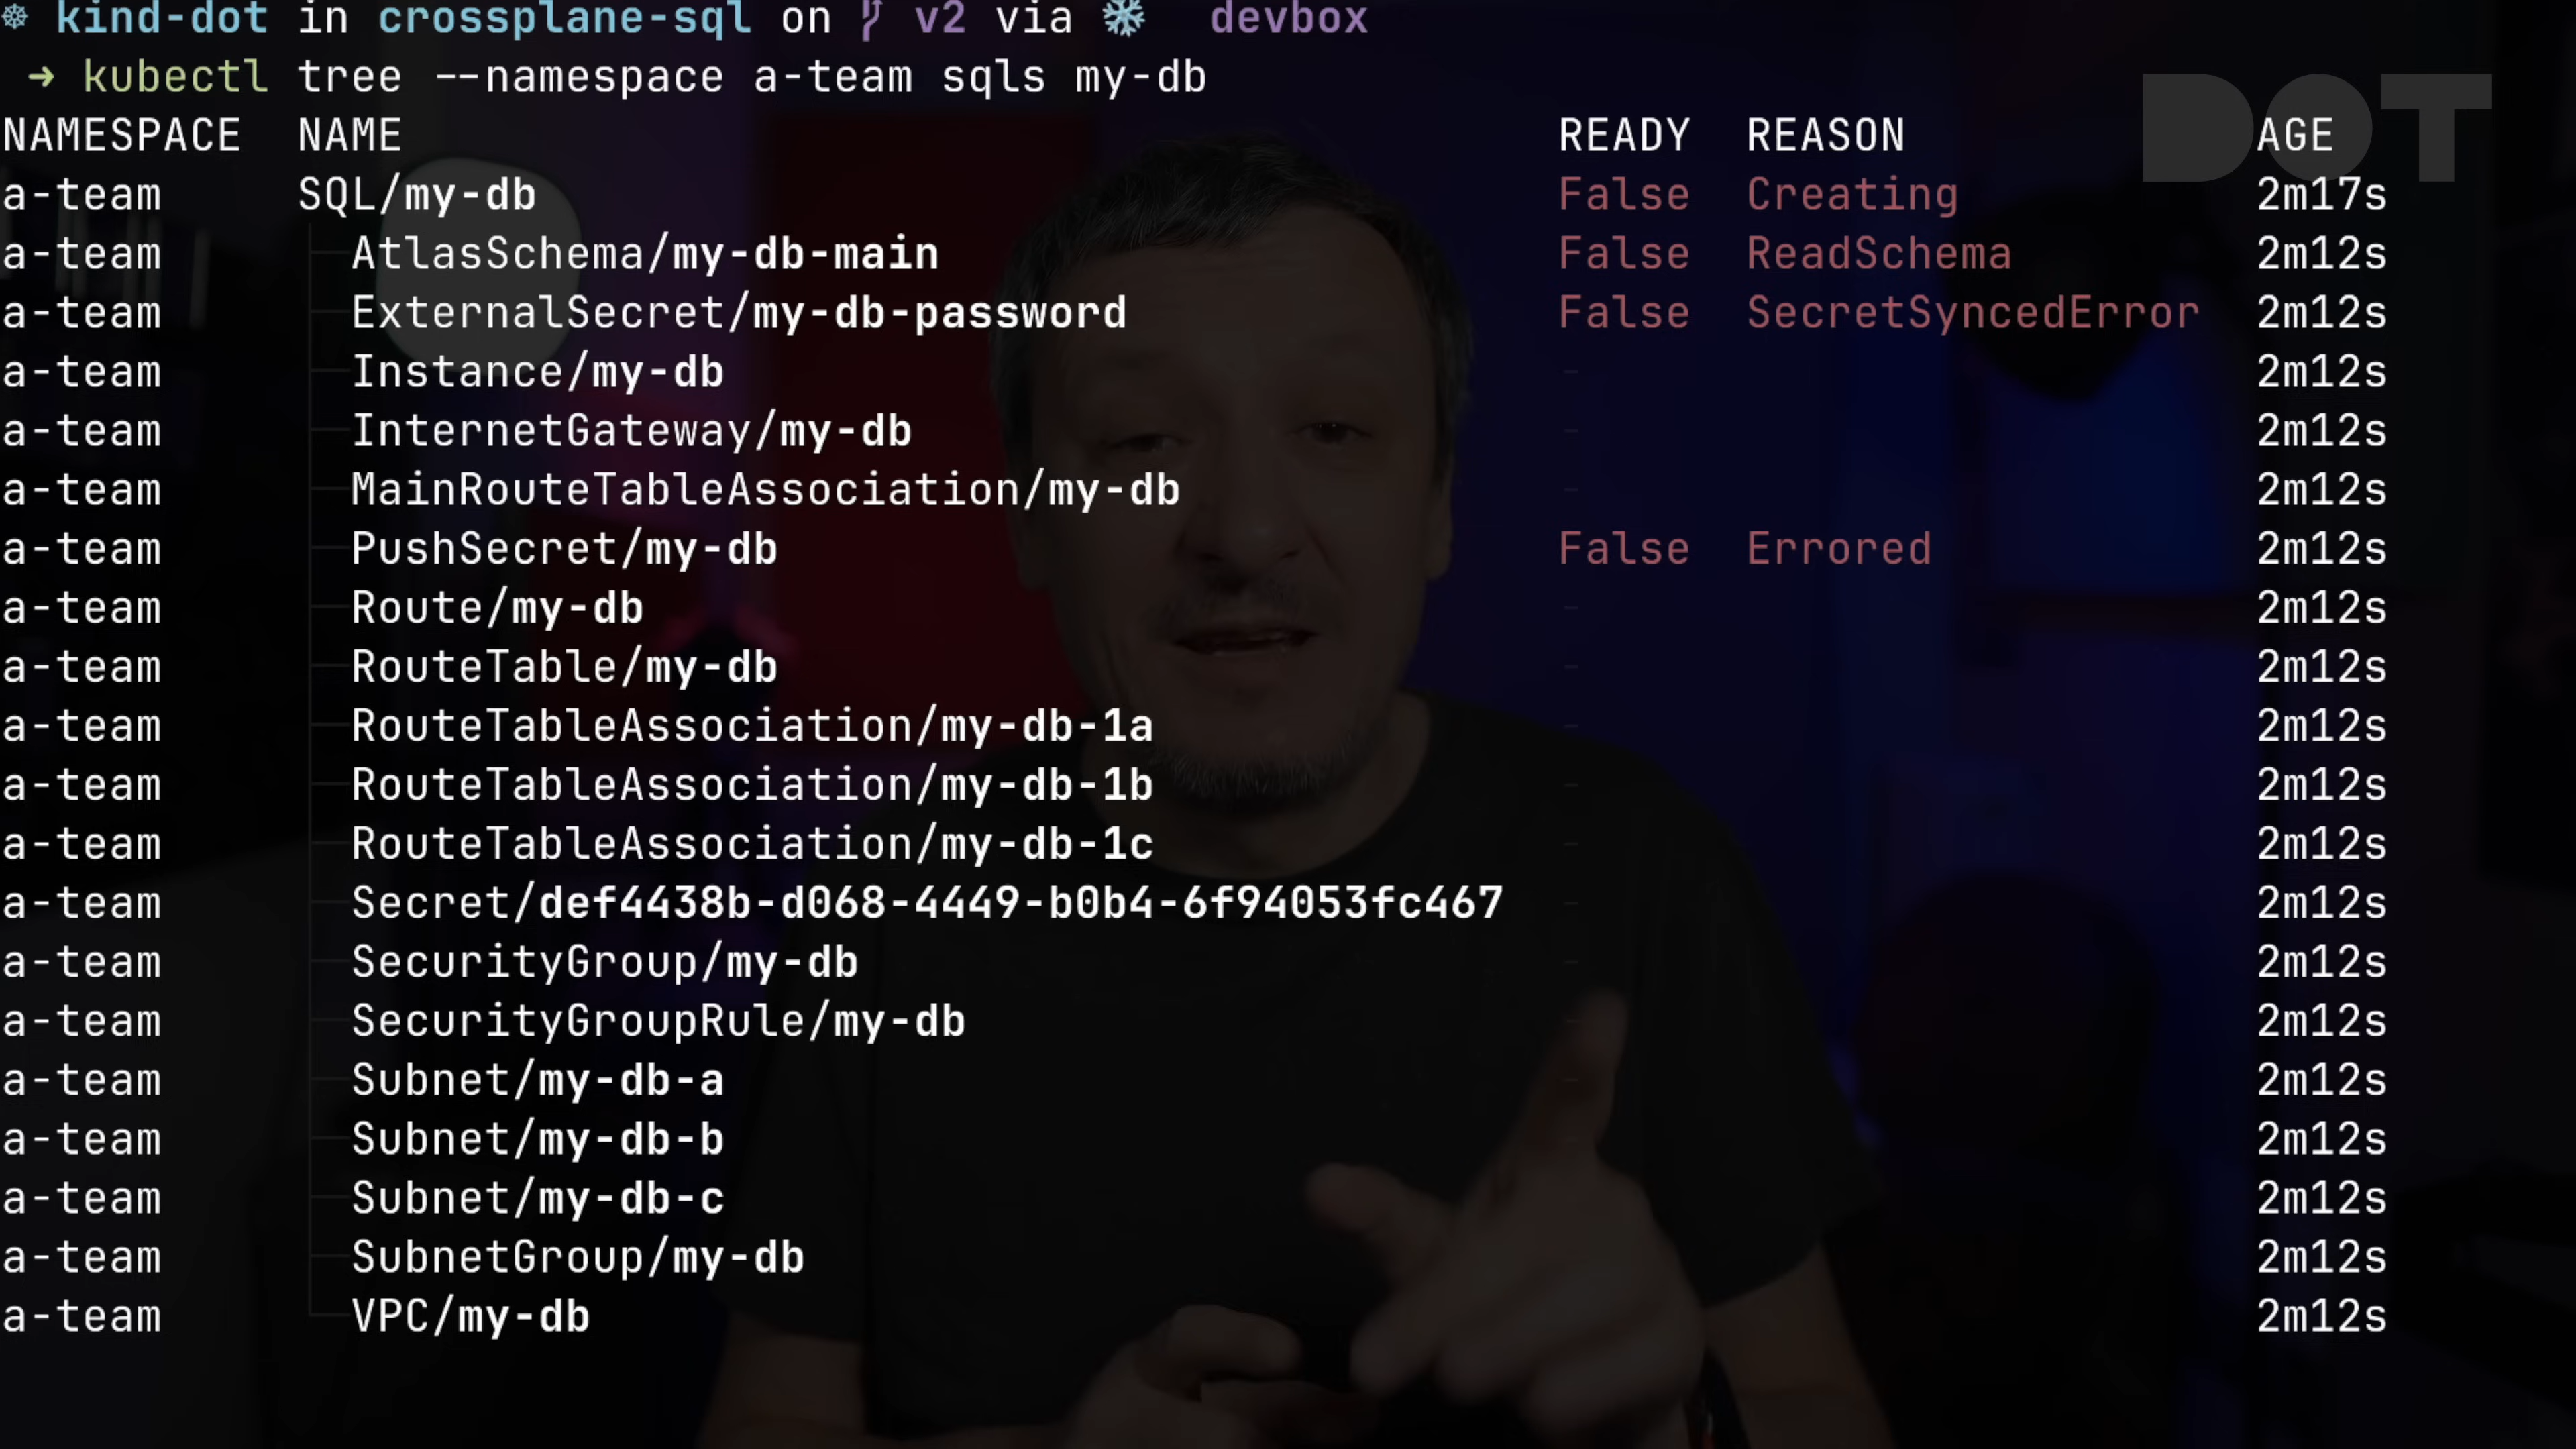 kind-dot in crossplane-sql on v2 via devbox
→ kubectl tree --namespace a-team sqls my-db
DOT
NAMESPACE NAME READY REASON AGE
a-team SQL/my-db False Creating 2m17s
a-team AtlasSchema/my-db-main False ReadSchema 2m12s
a-team ExternalSecret/my-db-password False SecretSyncedError 2m12s
a-team Instance/my-db - 2m12s
a-team InternetGateway/my-db - 2m12s
a-team MainRouteTableAssociation/my-db - 2m12s
a-team PushSecret/my-db False Errored 2m12s
a-team Route/my-db - 2m12s
a-team RouteTable/my-db - 2m12s
a-team RouteTableAssociation/my-db-1a - 2m12s
a-team RouteTableAssociation/my-db-1b - 2m12s
a-team RouteTableAssociation/my-db-1c - 2m12s
a-team Secret/def4438b-d068-4449-b0b4-6f94053fc467 - 2m12s
a-team SecurityGroup/my-db - 2m12s
a-team SecurityGroupRule/my-db - 2m12s
a-team Subnet/my-db-a - 2m12s
a-team Subnet/my-db-b 2m12s
a-team Subnet/my-db-c 2m12s
a-team SubnetGroup/my-db 2m12s
a-team VPC/my-db 2m12s